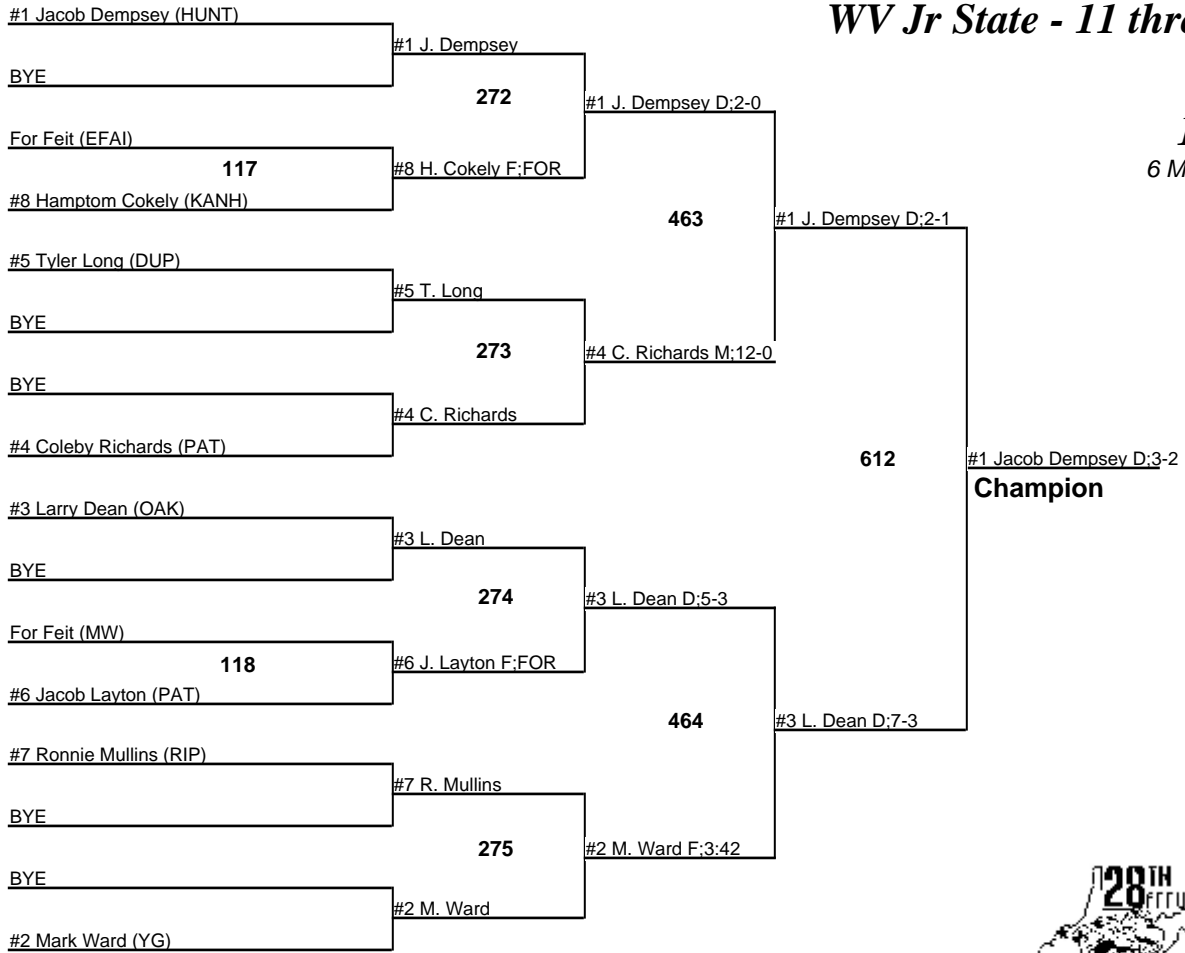 WV Jr State - 11 thr
6 M
#1 Jacob Dempsey (HUNT)
#1 J. Dempsey
BYE
272
#1 J. Dempsey D;2-0
For Feit (EFAI)
117
#8 H. Cokely F;FOR
#8 Hamptom Cokely (KANH)
463
#1 J. Dempsey D;2-1
#5 Tyler Long (DUP)
#5 T. Long
BYE
273
#4 C. Richards M;12-0
BYE
#4 C. Richards
#4 Coleby Richards (PAT)
612
#1 Jacob Dempsey D;3-2
Champion
#3 Larry Dean (OAK)
#3 L. Dean
BYE
274
#3 L. Dean D;5-3
For Feit (MW)
118
#6 J. Layton F;FOR
#6 Jacob Layton (PAT)
464
#3 L. Dean D;7-3
#7 Ronnie Mullins (RIP)
#7 R. Mullins
BYE
275
#2 M. Ward F;3:42
BYE
#2 M. Ward
#2 Mark Ward (YG)
28TH